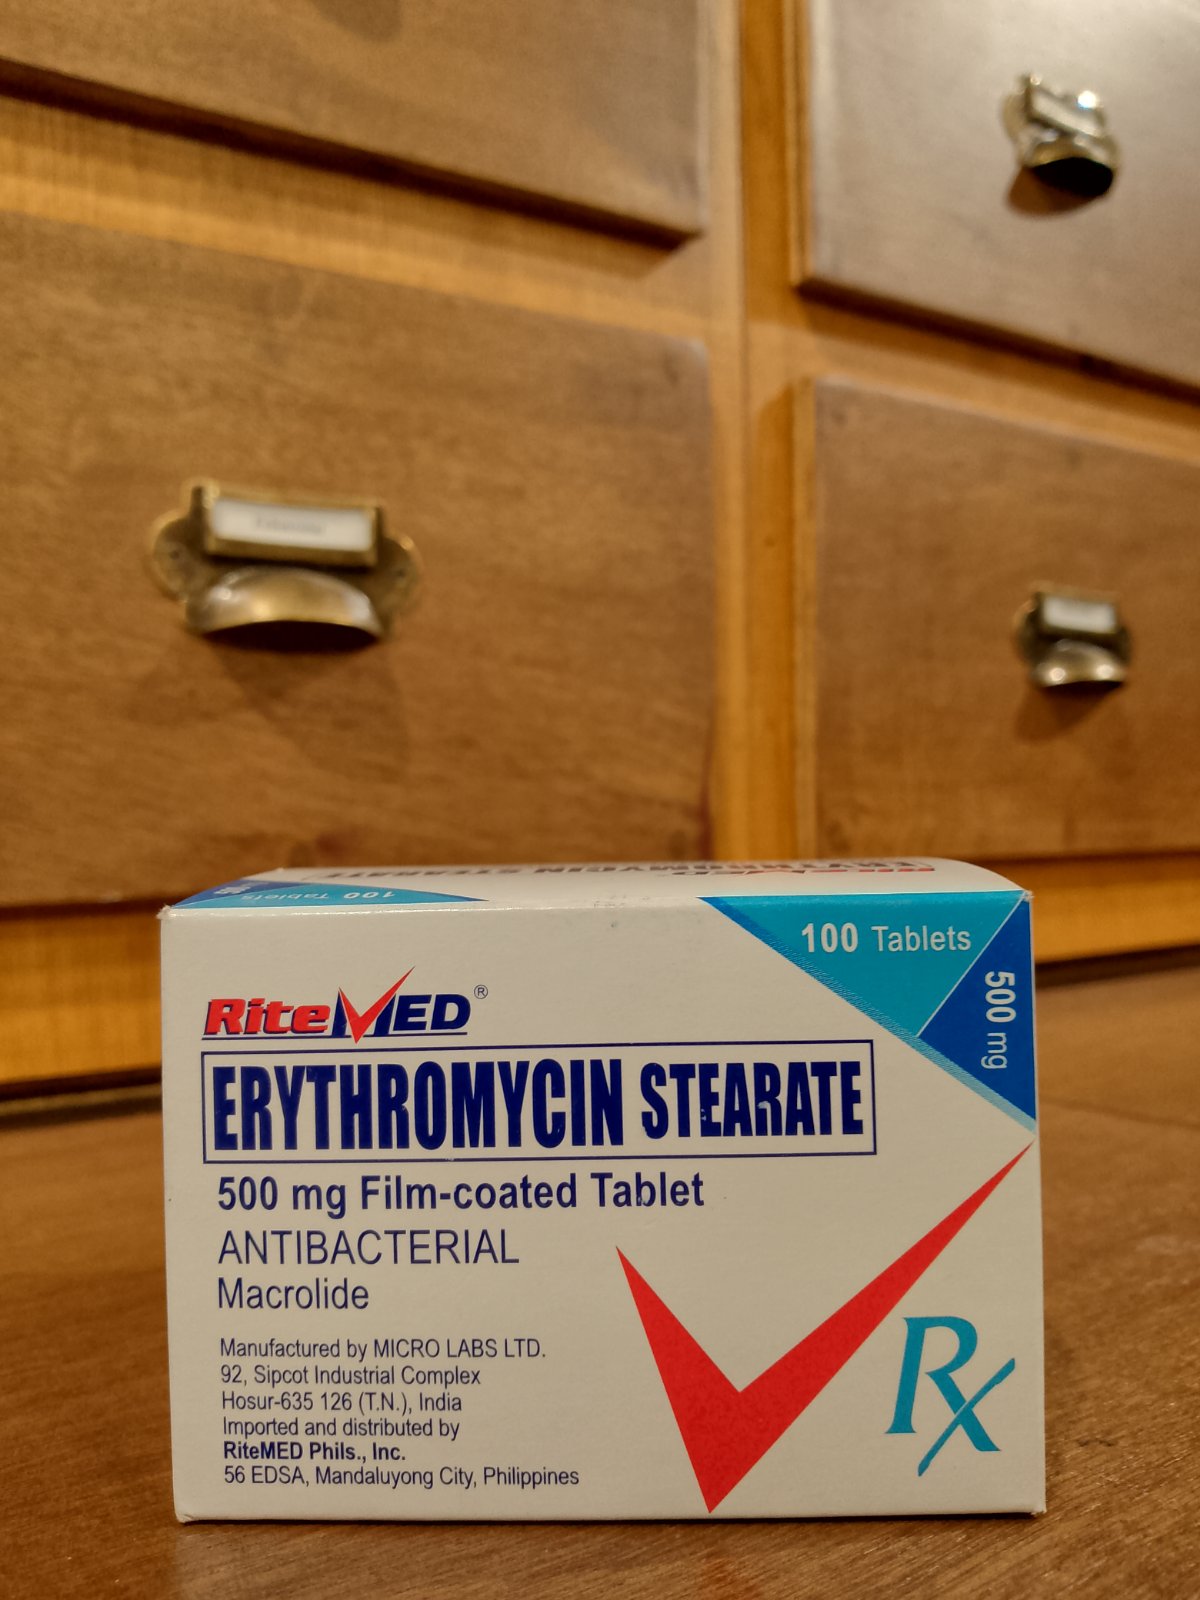 100 Tablets
ERYTHROMYCIN STEARATE
100 Tablets
500 mg
RiteMED®
ERYTHROMYCIN STEARATE
500 mg Film-coated Tablet
ANTIBACTERIAL
Macrolide
Manufactured by MICRO LABS LTD.
92, Sipcot Industrial Complex
Hosur-635 126 (T.N.), India
Imported and distributed by
RiteMED Phils., Inc.
56 EDSA, Mandaluyong City, Philippines
Rx